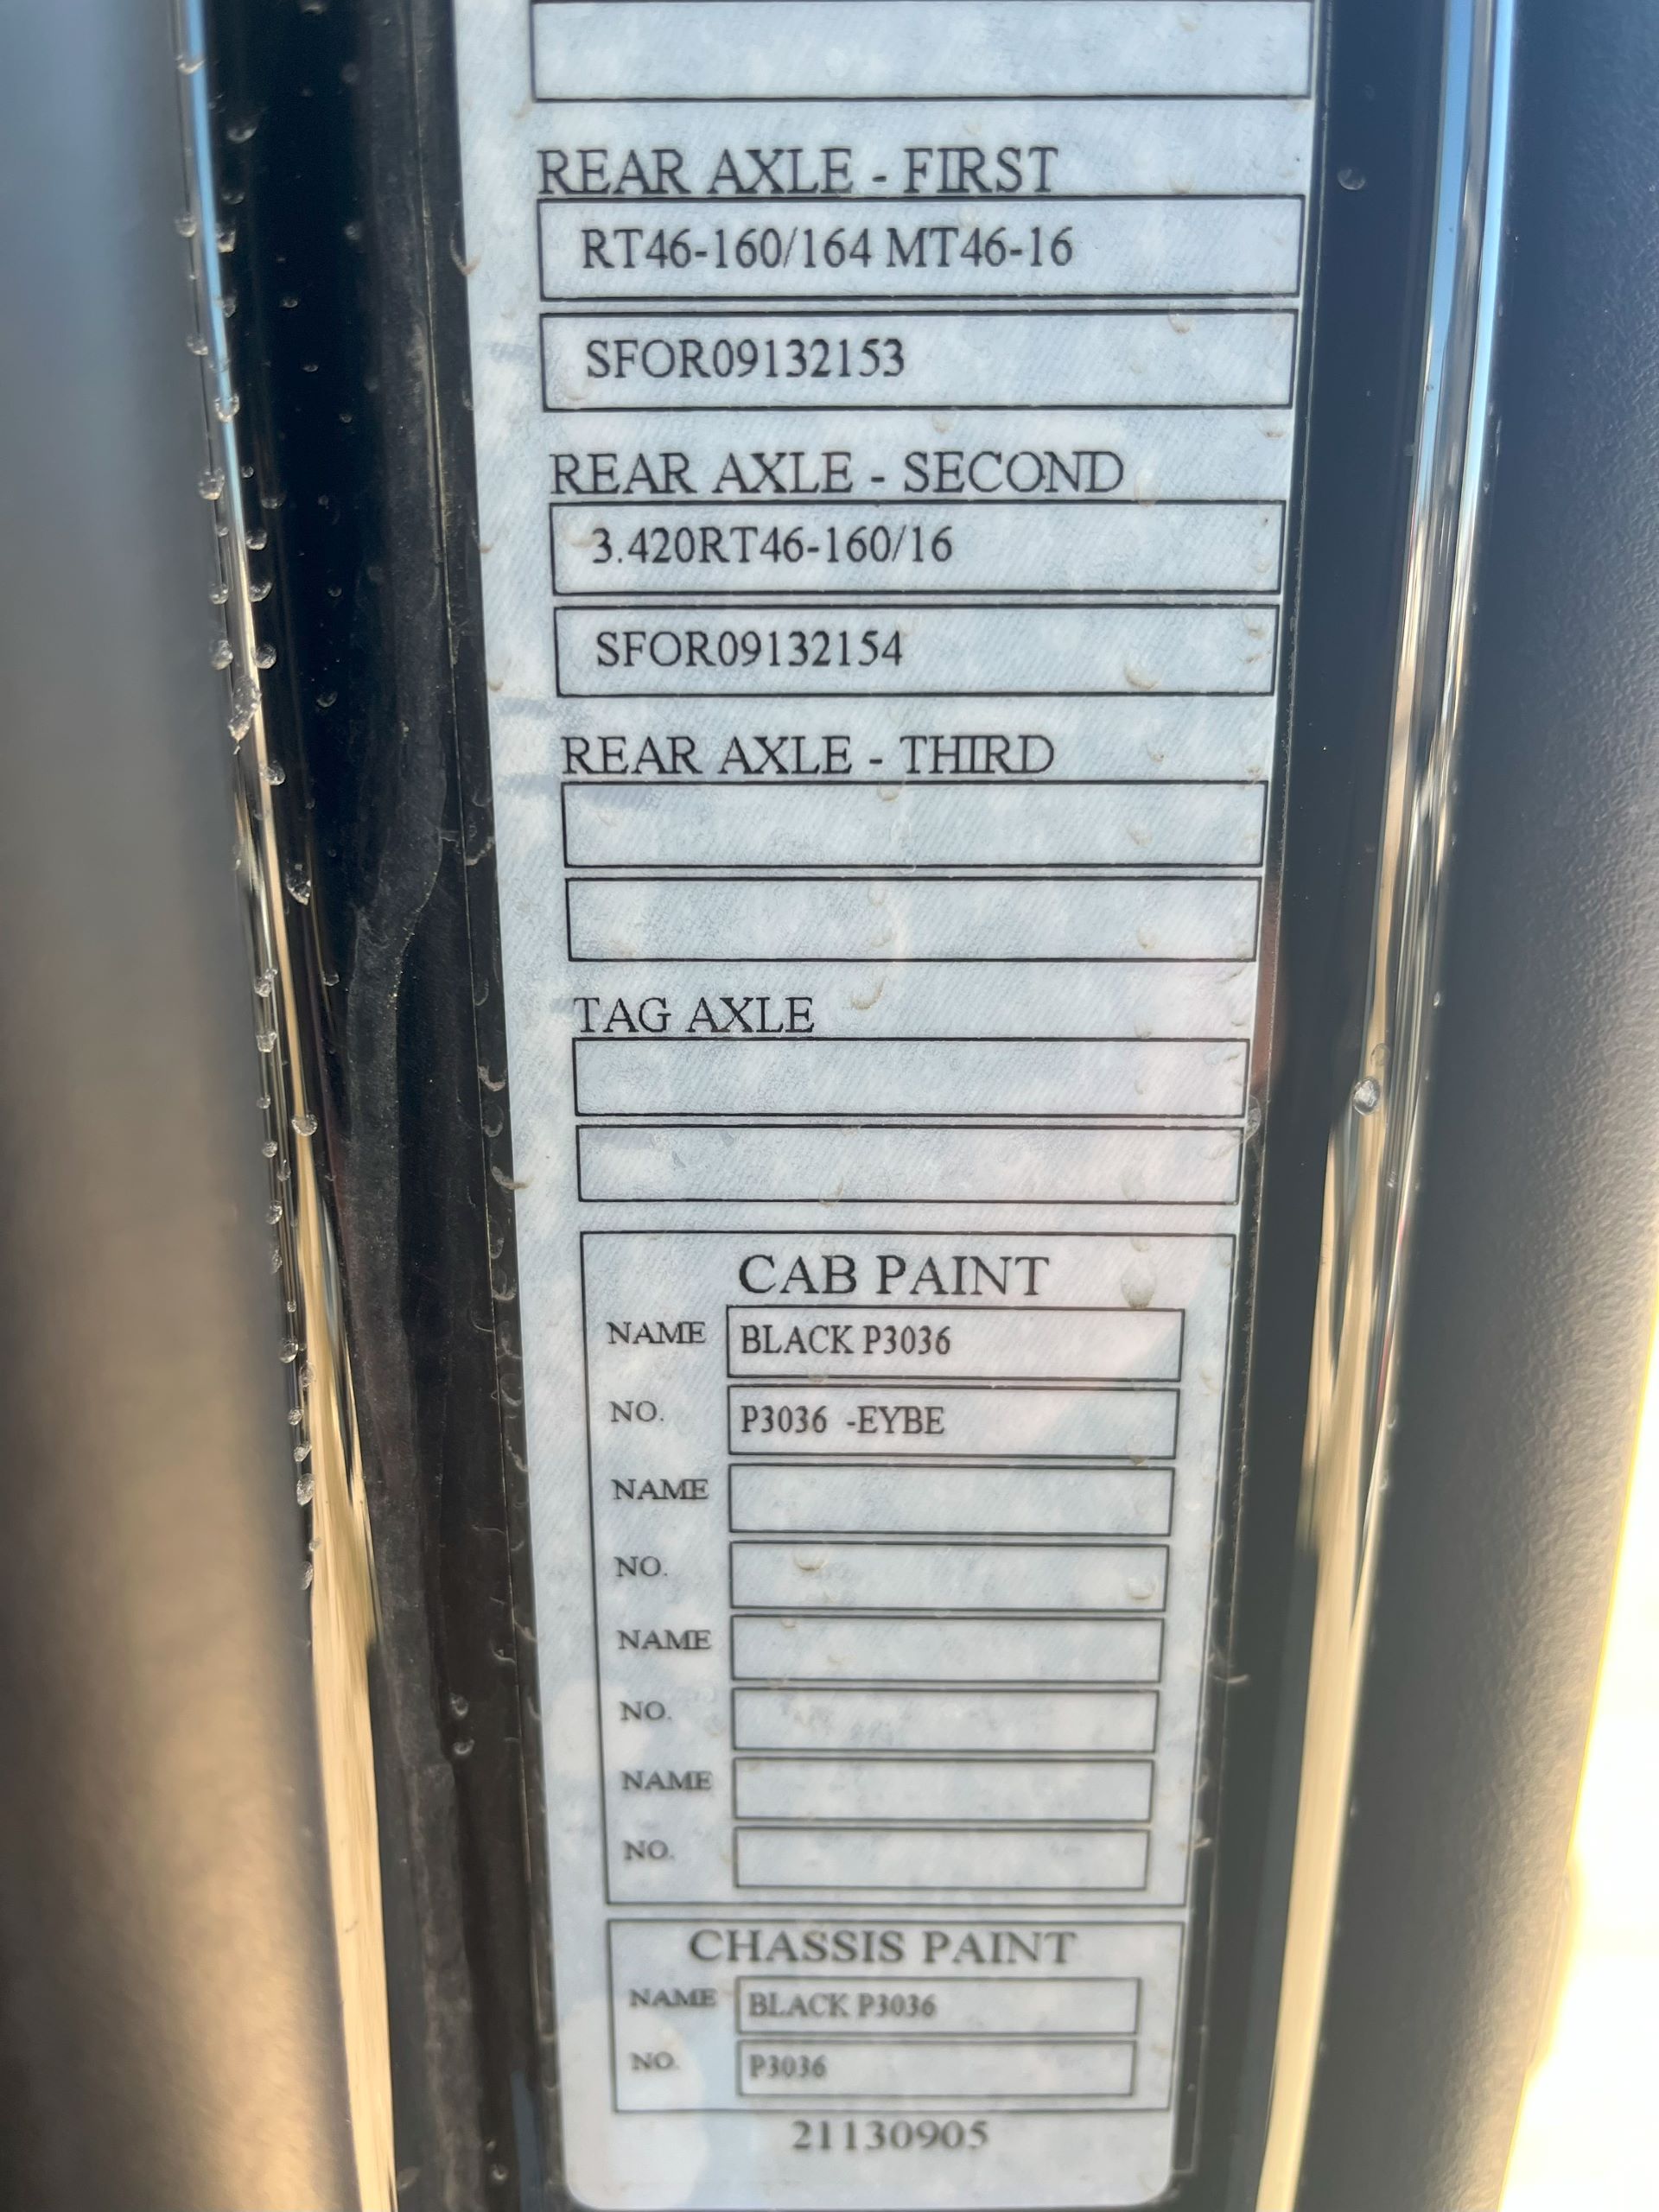 REAR AXLE - FIRST
RT46-160/164 MT46-16
SFOR09132153
REAR AXLE - SECOND
3.420RT46-160/16
SFOR09132154
REAR AXLE - THIRD
TAG AXLE
CAB PAINT
NAME BLACK P3036
NO. P3036 -EYBE
NAME
NO.
NAME
NO.
NAME
NO.
CHASSIS PAINT
NAME BLACK P3036
NO. P3036
21130905